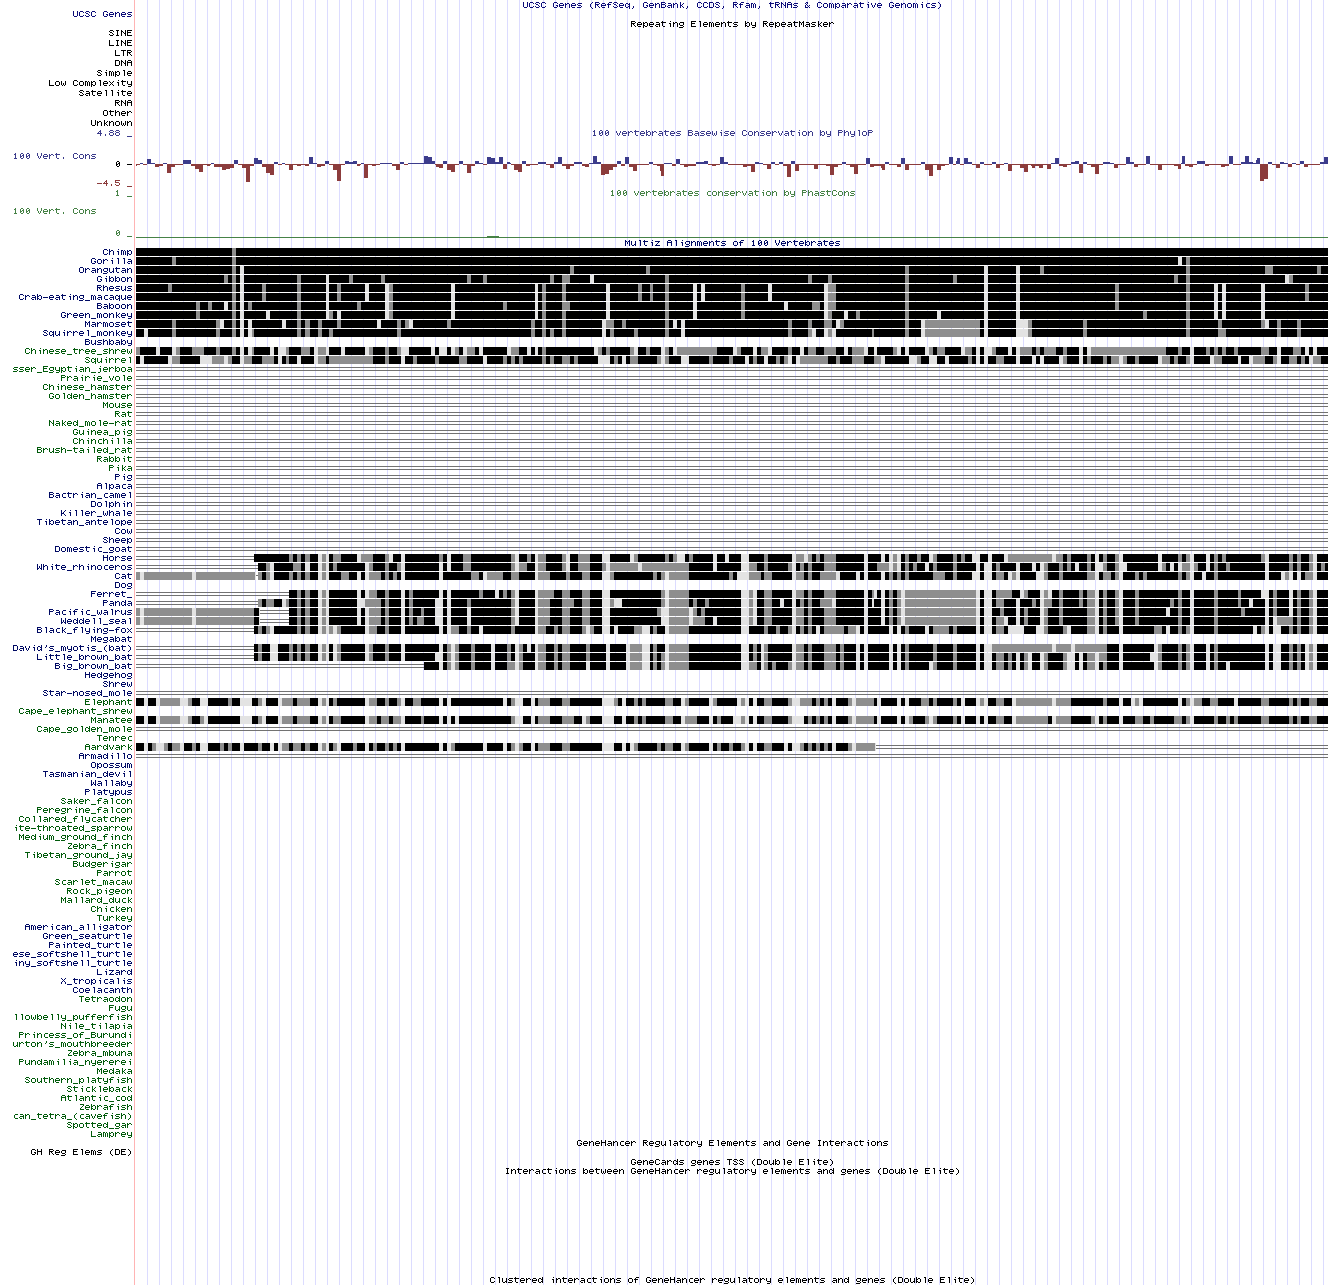 UCSC Genes (RefSeq, GenBank, CCDS, Rfam, tRNAs & Comparative Genomics)
UCSC Genes
Repeating Elements by RepeatMasker
SINE
LINE
LTR
DNA
Simple
Low Complexity
Satellite
RNA
Other
Unknown
4.88 _
100 vertebrates Basewise Conservation by PhyloP
100 Vert. Cons
0 _
-4.5 _
1 _
100 vertebrates conservation by PhastCons
100 Vert. Cons
0 _
Multiz Alignments of 100 Vertebrates
Chimp
Gorilla
Orangutan
Gibbon
Rhesus
Crab-eating_macaque
Baboon
Green_monkey
Marmoset
Squirrel_monkey
Bushbaby
Chinese_tree_shrew
Squirrel
sser_Egyptian_jerboa
Prairie_vole
Chinese_hamster
Golden_hamster
Mouse
Rat
Naked_mole-rat
Guinea_pig
Chinchilla
Brush-tailed_rat
Rabbit
Pika
Pig
Alpaca
Bactrian_camel
Dolphin
Killer_whale
Tibetan_antelope
Cow
Sheep
Domestic_goat
Horse
White_rhinoceros
Cat
Dog
Ferret_
Panda
Pacific_walrus
Weddell_seal
Black_flying-fox
Megabat
David's_myotis_(bat)
Little_brown_bat
Big_brown_bat
Hedgehog
Shrew
Star-nosed_mole
Elephant
Cape_elephant_shrew
Manatee
Cape_golden_mole
Tenrec
Aardvark
Armadillo
Opossum
Tasmanian_devil
Wallaby
Platypus
Saker_falcon
Peregrine_falcon
Collared_flycatcher
ite-throated_sparrow
Medium_ground_finch
Zebra_finch
Tibetan_ground_jay
Budgerigar
Parrot
Scarlet_macaw
Rock_pigeon
Mallard_duck
Chicken
Turkey
American_alligator
Green_seaturtle
Painted_turtle
ese_softshell_turtle
iny_softshell_turtle
Lizard
X_tropicalis
Coelacanth
Tetraodon
Fugu
llowbelly_pufferfish
Nile_tilapia
Princess_of_Burundi
urton's_mouthbreeder
Zebra_mbuna
Pundamilia_nyererei
Medaka
Southern_platyfish
Stickleback
Atlantic_cod
Zebrafish
can_tetra_(cavefish)
Spotted_gar
Lamprey
GeneHancer Regulatory Elements and Gene Interactions
GH Reg Elems (DE)
GeneCards genes TSS (Double Elite)
Interactions between GeneHancer regulatory elements and genes (Double Elite)
Clustered interactions of GeneHancer regulatory elements and genes (Double Elite)